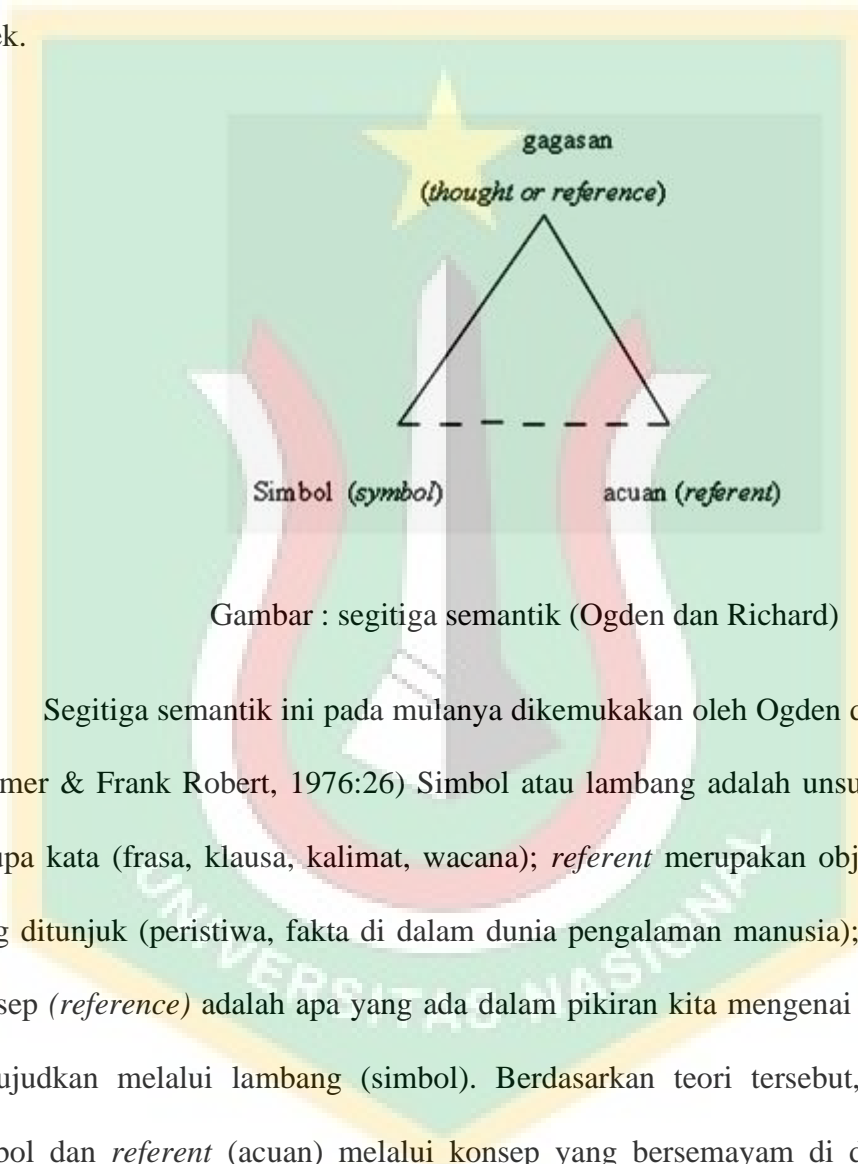 ek.
gagasan
(thought or reference)
Simbol (symbol) acuan (referent)
Gambar : segitiga semantik (Ogden dan Richard)
Segitiga semantik ini pada mulanya dikemukakan oleh Ogden d
mer & Frank Robert, 1976:26) Simbol atau lambang adalah unsu
upa kata (frasa, klausa, kalimat, wacana); referent merupakan obj
g ditunjuk (peristiwa, fakta di dalam dunia pengalaman manusia);
sep (reference) adalah apa yang ada dalam pikiran kita mengenai
ujudkan melalui lambang (simbol). Berdasarkan teori tersebut,
bol dan referent (acuan) melalui konsep yang bersemayam di d
UNIVERSITAS NASIONAL